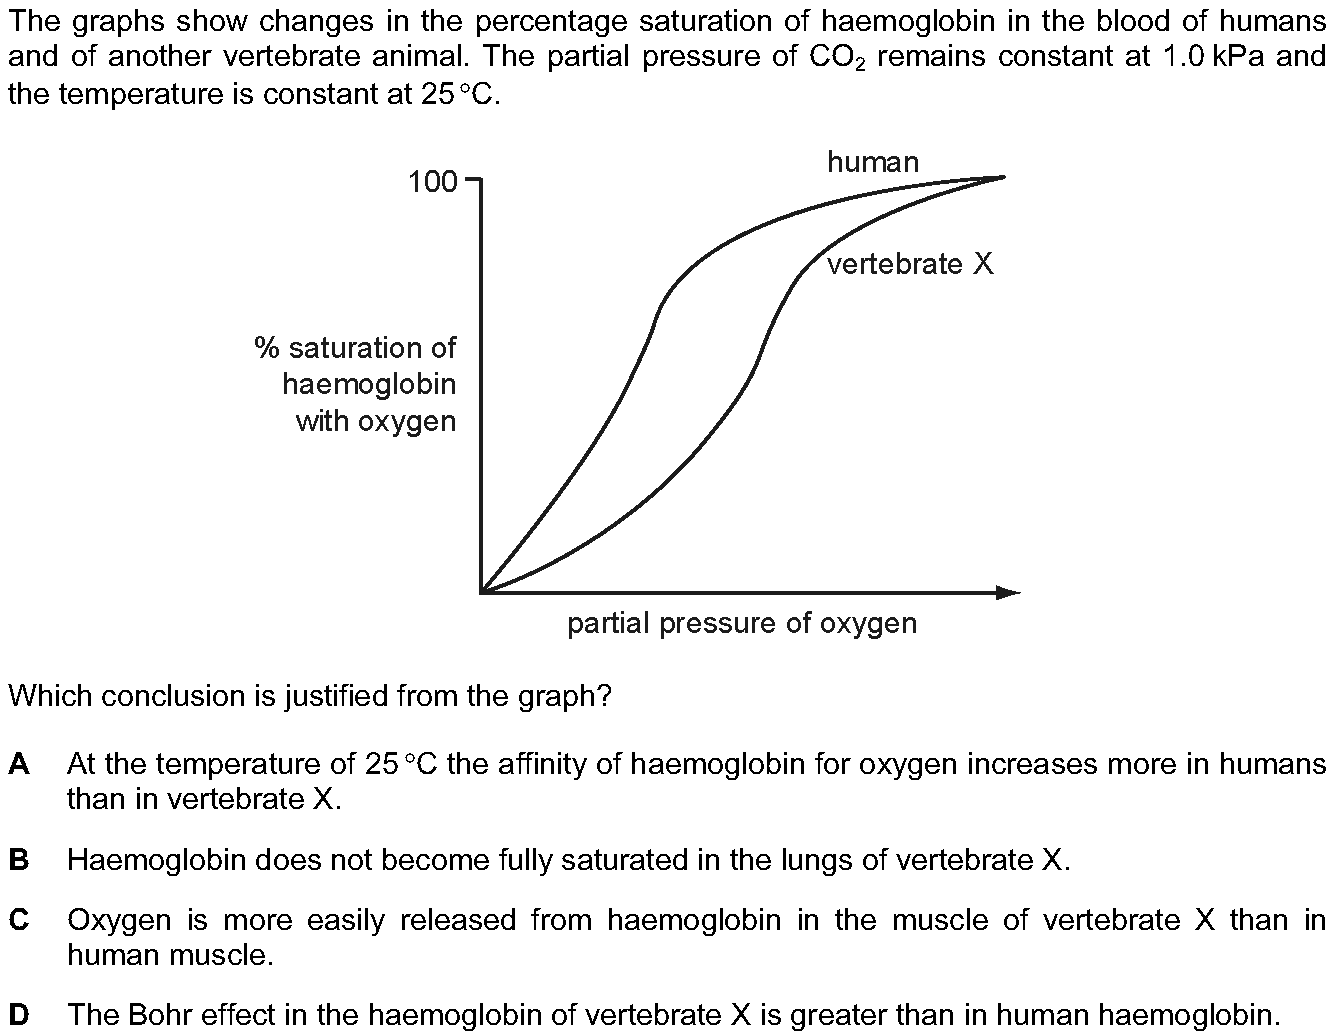 The graphs show changes in the percentage saturation of haemoglobin in the blood of humans
and of another vertebrate animal. The partial pressure of CO₂ remains constant at 1.0 kPa and
the temperature is constant at 25 °C.
human
100
vertebrate X
% saturation of
haemoglobin
with oxygen
partial pressure of oxygen
Which conclusion is justified from the graph?
A At the temperature of 25 °C the affinity of haemoglobin for oxygen increases more in humans
than in vertebrate X.
B Haemoglobin does not become fully saturated in the lungs of vertebrate X.
C Oxygen is more easily released from haemoglobin in the muscle of vertebrate X than in
human muscle.
D The Bohr effect in the haemoglobin of vertebrate X is greater than in human haemoglobin.